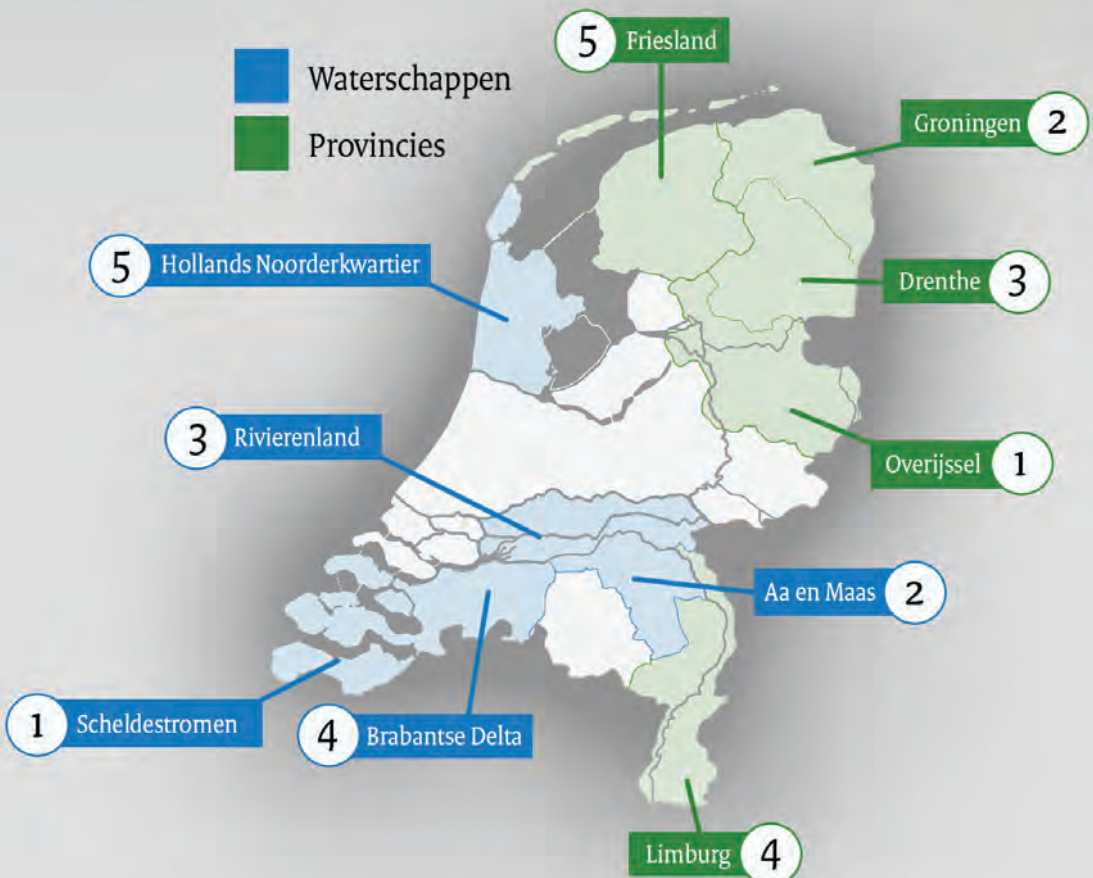 5 Friesland
Waterschappen
Groningen 2
Provincies
5 Hollands Noorderkwartier
Drenthe 3
3 Rivierenland
Overijssel 1
Aa en Maas 2
1 Scheldestromen
4 Brabantse Delta
Limburg 4